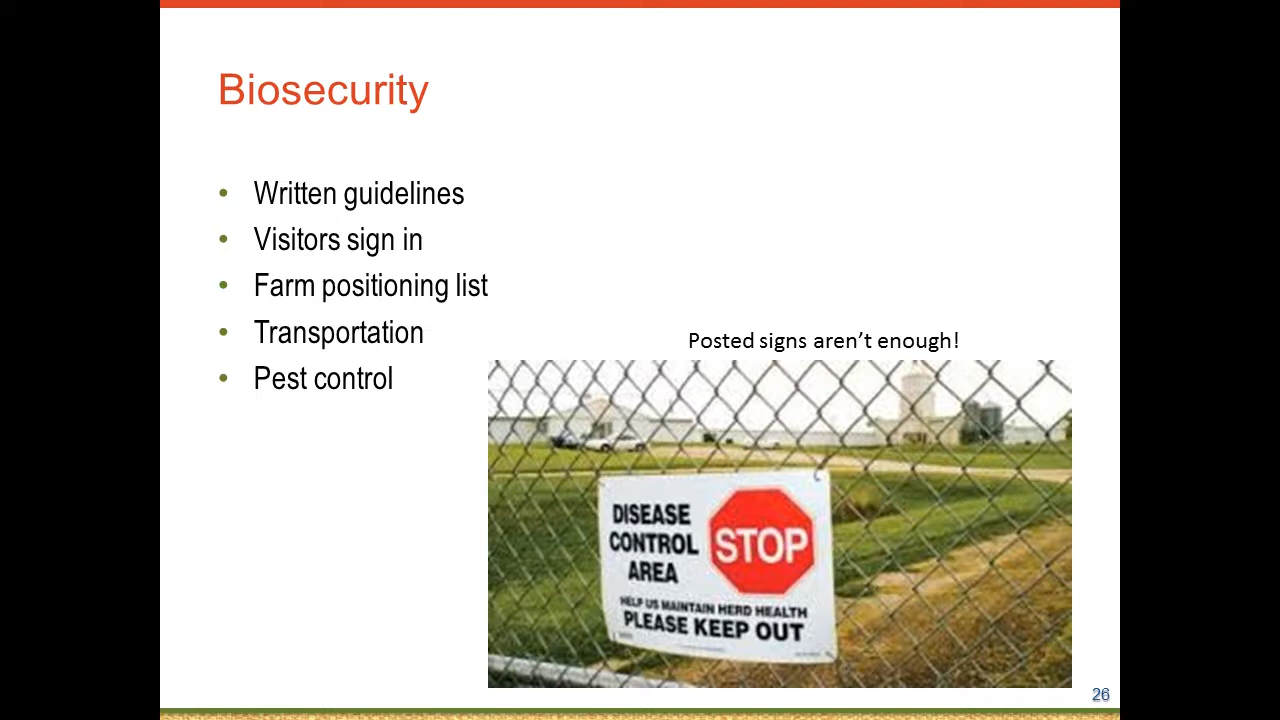 Biosecurity
• Written guidelines
• Visitors sign in
• Farm positioning list
• Transportation
• Pest control
Posted signs aren’t enough!
DISEASE
CONTROL
AREA
STOP
HELP US MAINTAIN HERD HEALTH
PLEASE KEEP OUT
26